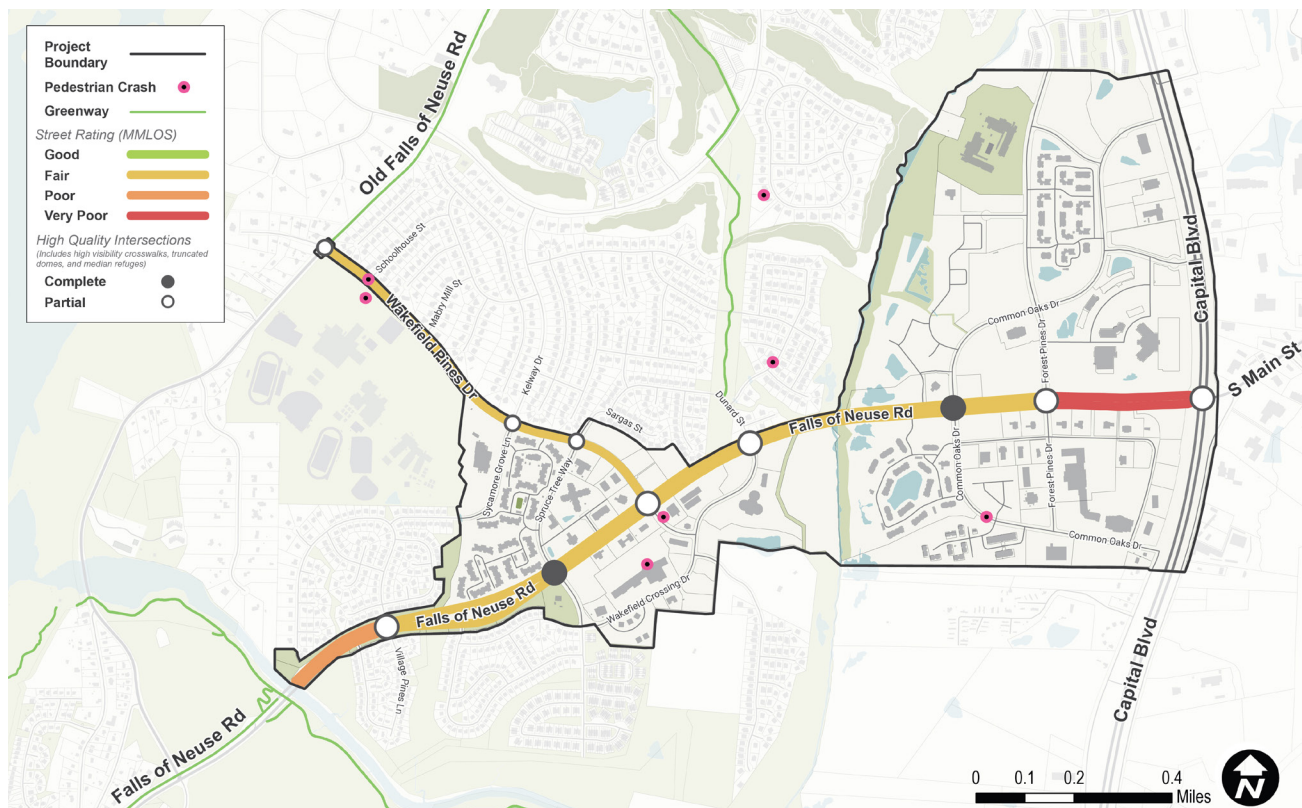 Project
Boundary
Pedestrian Crash
Greenway
Street Rating (MMLOS)
Good
Fair
Poor
Very Poor
High Quality Intersections
(Includes high visibility crosswalks, truncated
domes, and median refuges)
Complete
Partial
Old Falls of Neuse Rd
Schoolhouse St
Mabry Mill St
Wakefield Pines Dr
Kelway Dr
Sargas St
Dunard St
Sycamore Grove Ln
Spruce Tree Way
Falls of Neuse Rd
Common Oaks Dr
Forest Pines Dr
Capital Blvd
S Main St
Common Oaks Dr
Forest Pines Dr
Common Oaks Dr
Wakefield Crossing Dr
Falls of Neuse Rd
Village Pines Ln
Falls of Neuse Rd
Capital Blvd
0 0.1 0.2 0.4
Miles
N